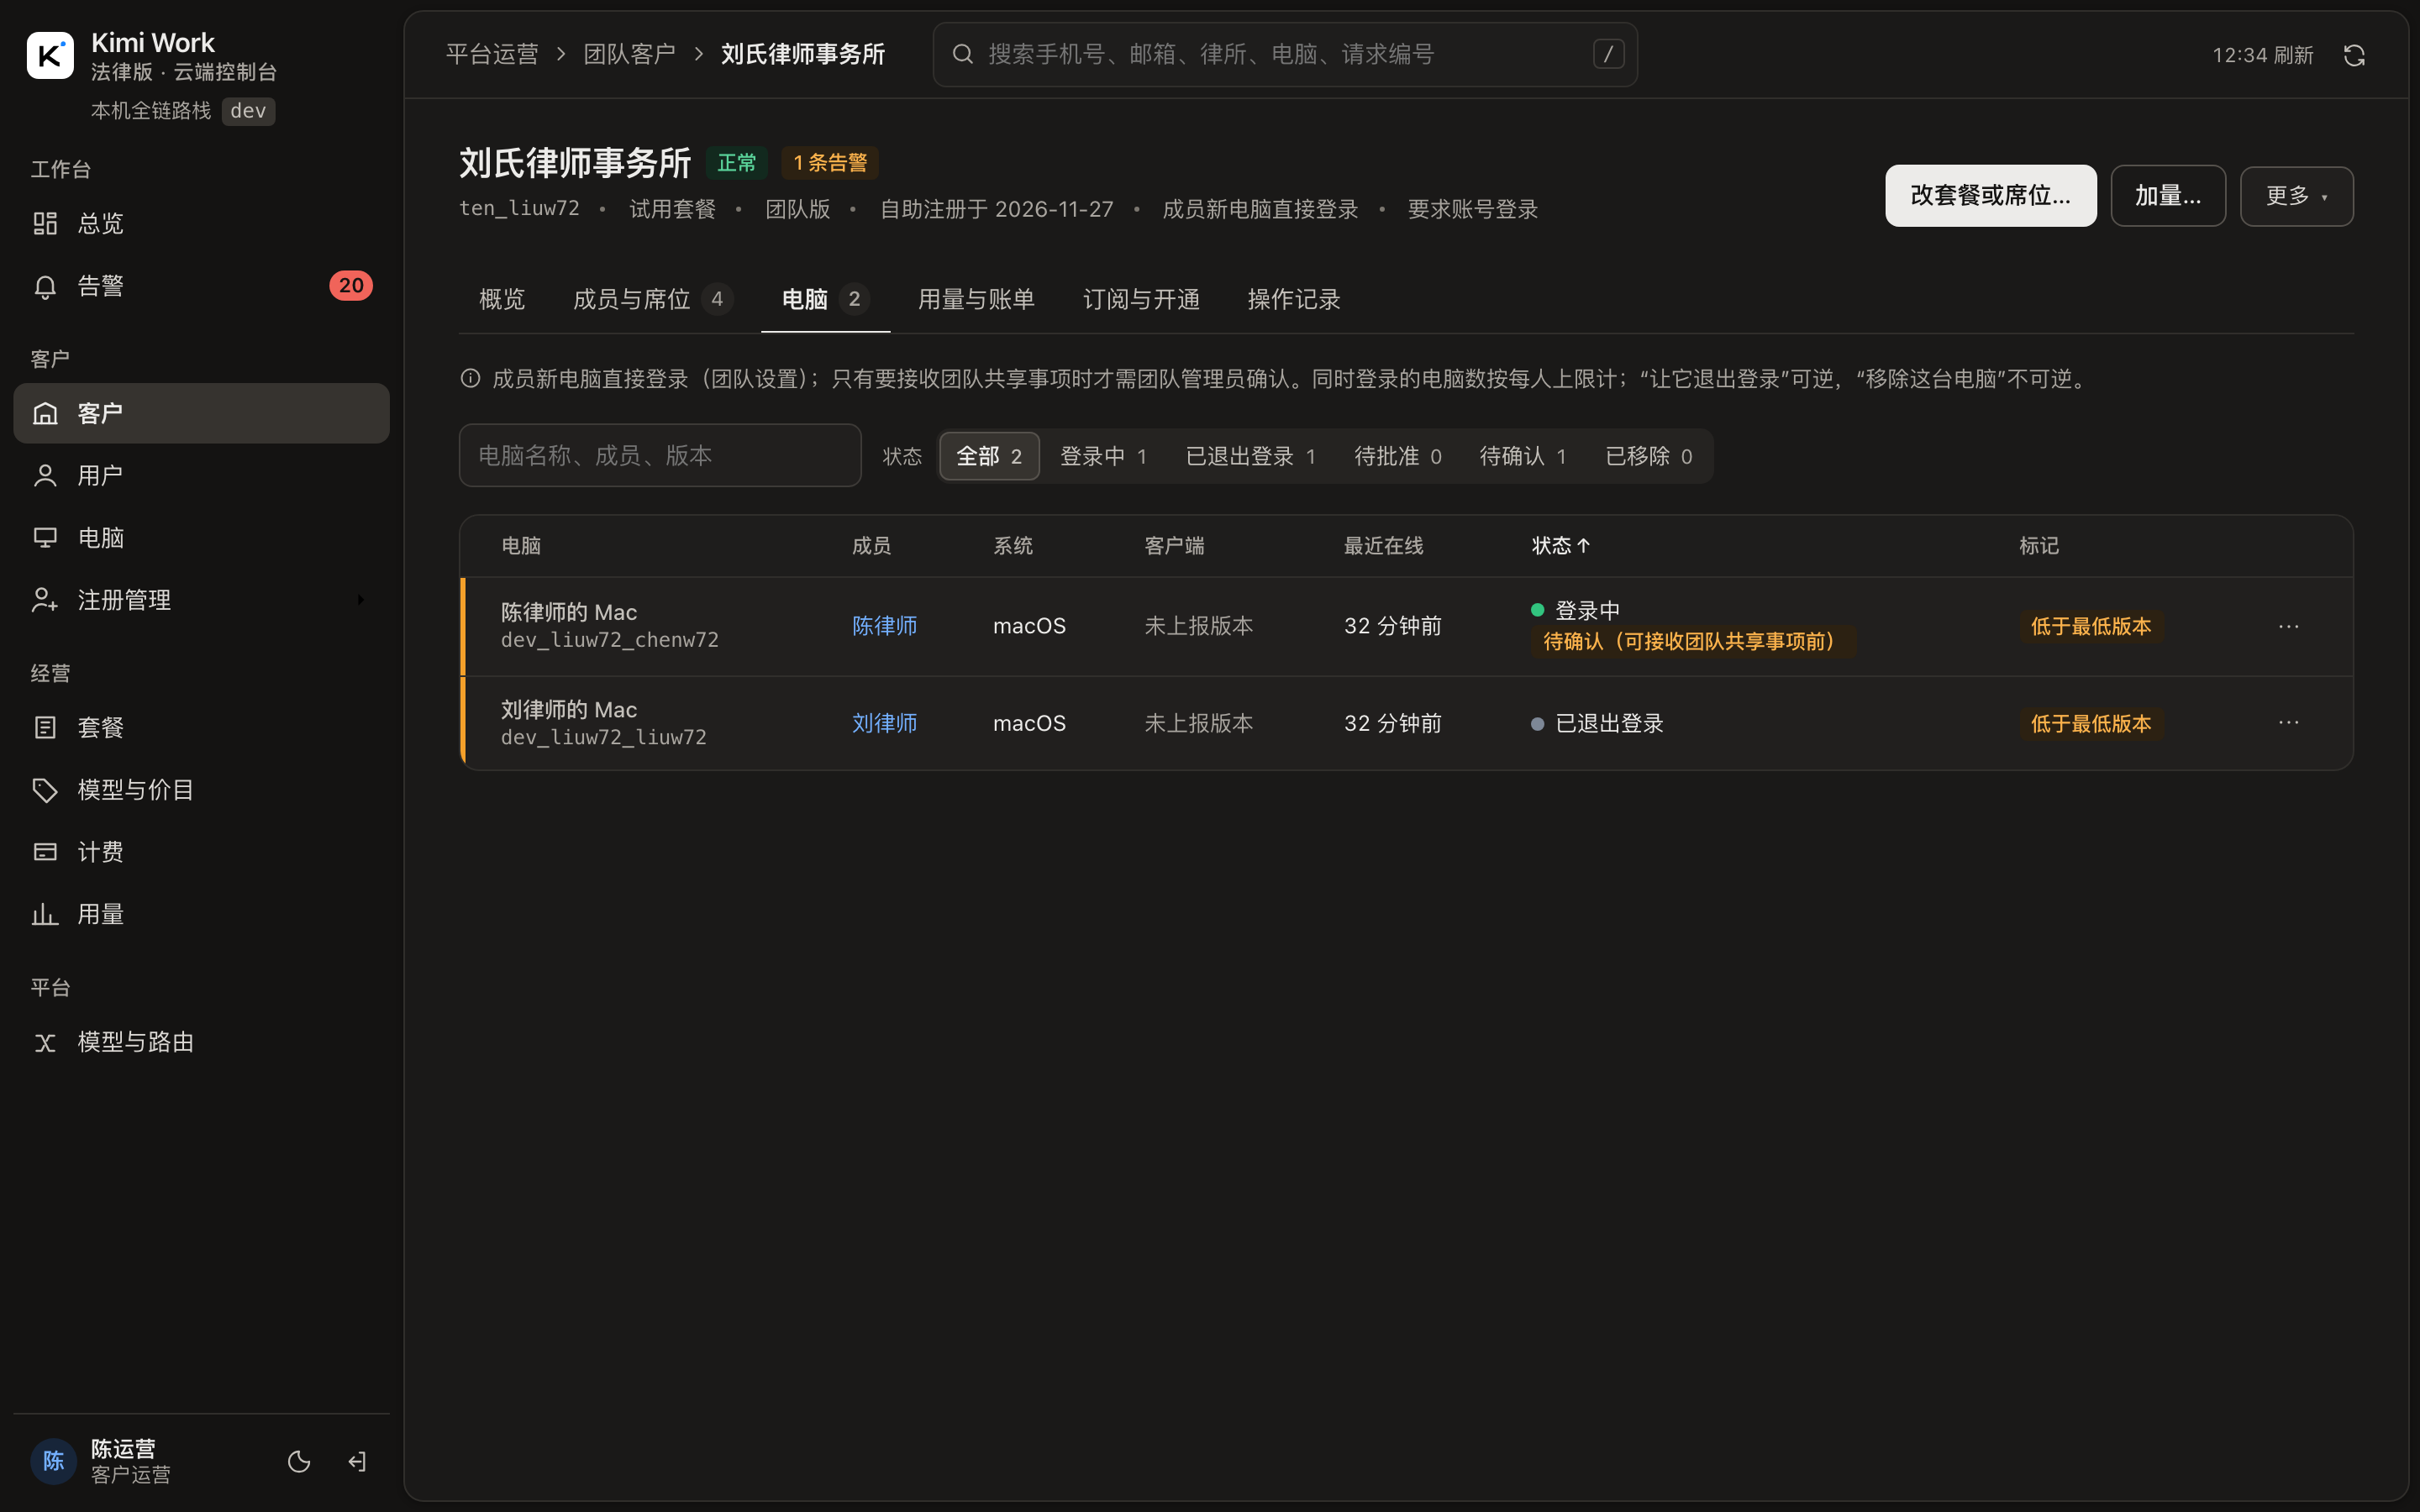 Kimi Work
法律版 · 云端控制台
本机全链路栈 dev
工作台
总览
告警 20
客户
客户
用户
电脑
注册管理
经营
套餐
模型与价目
计费
用量
平台
模型与路由
陈 陈运营
客户运营
平台运营 > 团队客户 > 刘氏律师事务所
搜索手机号、邮箱、律所、电脑、请求编号 /
12:34 刷新
刘氏律师事务所 正常 1 条告警
ten_liuw72 • 试用套餐 • 团队版 • 自助注册于 2026-11-27 • 成员新电脑直接登录 • 要求账号登录
改套餐或席位... 加量... 更多
概览 成员与席位 4 电脑 2 用量与账单 订阅与开通 操作记录
成员新电脑直接登录（团队设置）；只有要接收团队共享事项时才需团队管理员确认。同时登录的电脑数按每人上限计；“让它退出登录”可逆，“移除这台电脑”不可逆。
电脑名称、成员、版本 状态 全部 2 登录中 1 已退出登录 1 待批准 0 待确认 1 已移除 0
电脑 成员 系统 客户端 最近在线 状态↑ 标记
陈律师的 Mac
dev_liuw72_chenw72
陈律师 macOS 未上报版本 32 分钟前
登录中
待确认（可接收团队共享事项前）
低于最低版本 ...
刘律师的 Mac
dev_liuw72_liuw72
刘律师 macOS 未上报版本 32 分钟前 已退出登录 低于最低版本 ...